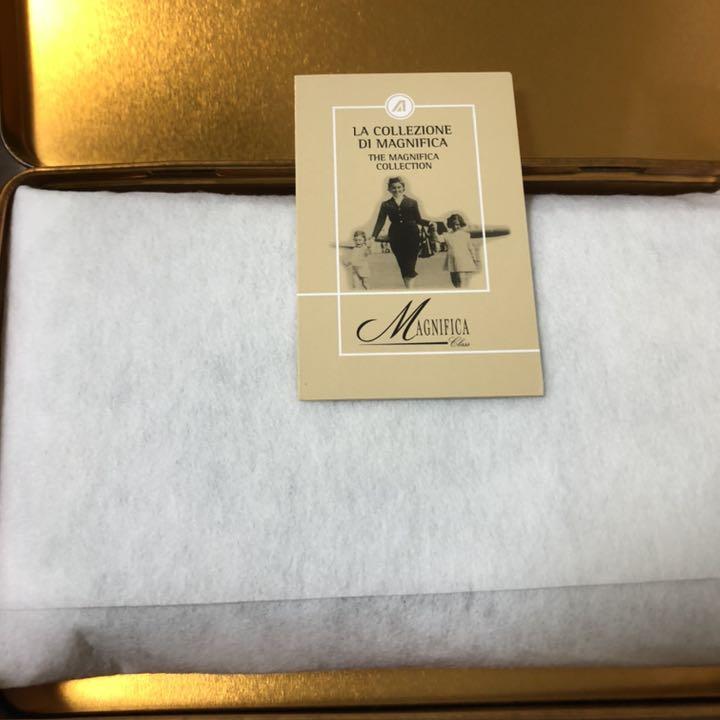 LA COLLEZIONE
DI MAGNIFICA
THE MAGNIFICA
COLLECTION
MAGNIFICA
Class